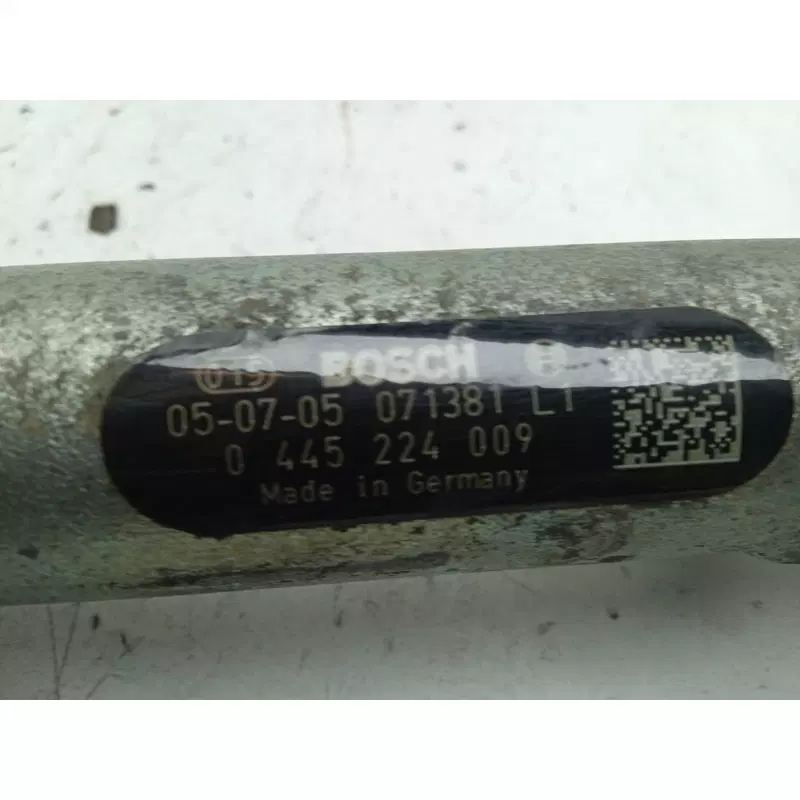 BOSCH
05-07-05 071381 L1
0 445 224 009
Made in Germany